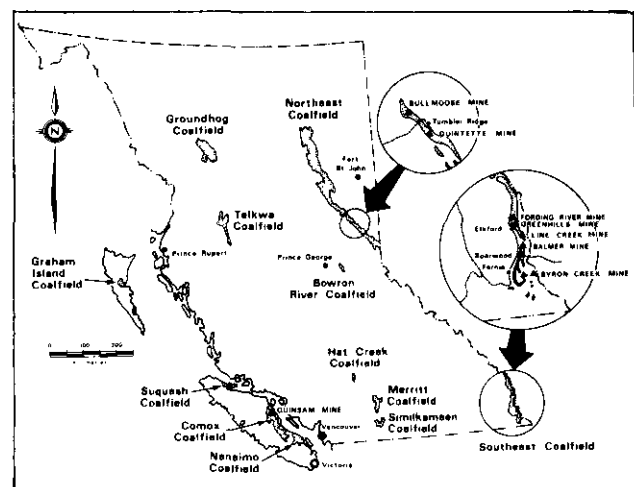 BULLMOOSE MINE
Tumbler Ridge
QUINTETTE MINE
Northeast
Coalfield
Groundhog
Coalfield
Fort
St John
FORDING RIVER MINE
GREENHILLS MINE
Elkford
LINE CREEK MINE
BALMER MINE
Sparwood
Fernie
BYRON CREEK MINE
N
Telkwa
Coalfield
Prince Rupert
Graham
Island
Coalfield
Prince George
Bowron
River Coalfield
0 100 200
Hat Creek
Coalfield
Suquash
Coalfield
QUINSAM MINE
Merritt
Coalfield
Comox
Coalfield
Vancouver
Similkameen
Coalfield
Nanaimo
Coalfield
Victoria
Southeast Coalfield